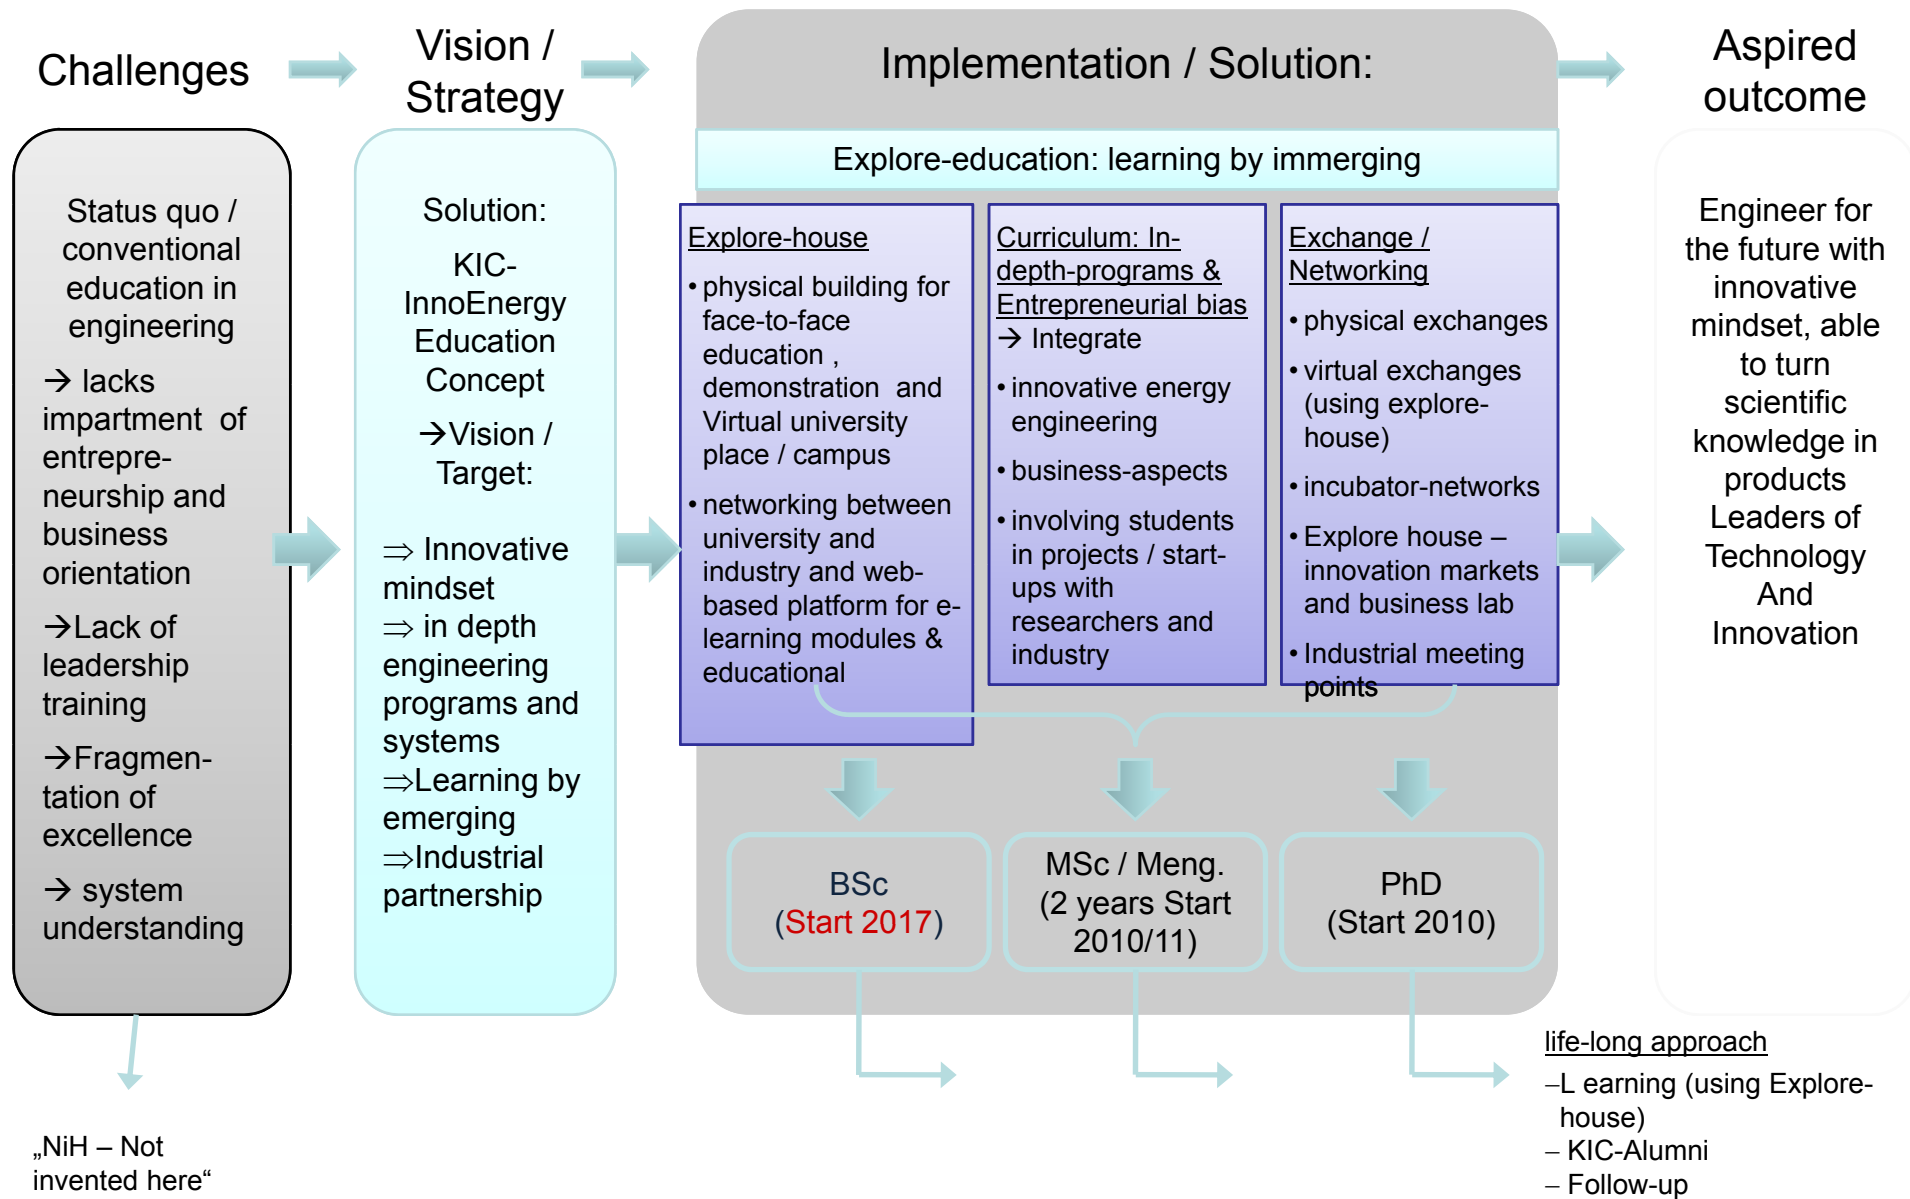 Challenges
Vision /
Strategy
Implementation / Solution:
Aspired
outcome
Status quo /
conventional
education in
engineering
→ lacks
impartment of
entrepre-
neurship and
business
orientation
→Lack of
leadership
training
→Fragmen-
tation of
excellence
→ system
understanding
„NiH – Not
invented here“
Solution:
KIC-
InnoEnergy
Education
Concept
→Vision /
Target:
⇒ Innovative
mindset
⇒ in depth
engineering
programs and
systems
⇒Learning by
emerging
⇒Industrial
partnership
Explore-education: learning by immerging
Explore-house
• physical building for
face-to-face
education ,
demonstration and
Virtual university
place / campus
• networking between
university and
industry and web-
based platform for e-
learning modules &
educational
Curriculum: In-
depth-programs &
Entrepreneurial bias
→ Integrate
• innovative energy
engineering
• business-aspects
• involving students
in projects / start-
ups with
researchers and
industry
Exchange /
Networking
• physical exchanges
• virtual exchanges
(using explore-
house)
• incubator-networks
• Explore house –
innovation markets
and business lab
• Industrial meeting
points
BSc
(Start 2017)
MSc / Meng.
(2 years Start
2010/11)
PhD
(Start 2010)
Engineer for
the future with
innovative
mindset, able
to turn
scientific
knowledge in
products
Leaders of
Technology
And
Innovation
life-long approach
–L earning (using Explore-
house)
– KIC-Alumni
– Follow-up